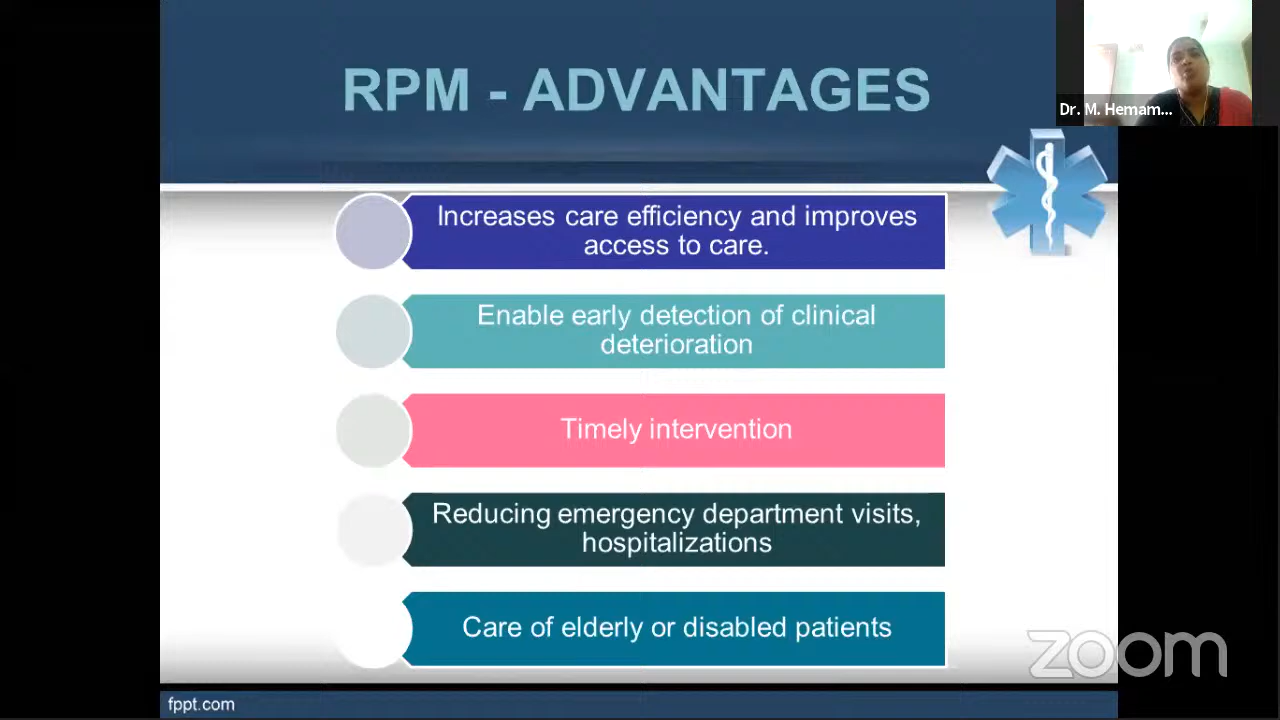 RPM - ADVANTAGES
Dr. M. Hemam...
Increases care efficiency and improves
access to care.
Enable early detection of clinical
deterioration
Timely intervention
Reducing emergency department visits,
hospitalizations
Care of elderly or disabled patients
zoom
fppt.com